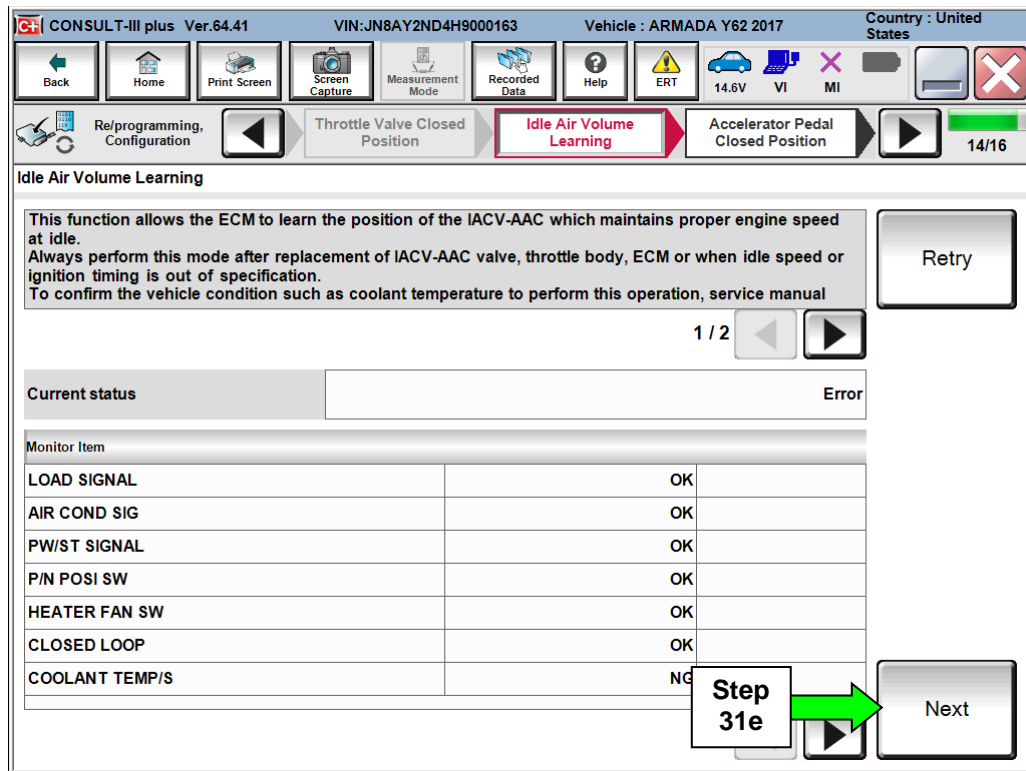 C+ CONSULT-III plus Ver.64.41 VIN:JN8AY2ND4H9000163 Vehicle : ARMADA Y62 2017 Country : United States
Back
Home
Print Screen
Screen Capture
Measurement Mode
Recorded Data
Help
ERT
14.6V
VI
MI
Re/programming, Configuration
Throttle Valve Closed Position
Idle Air Volume Learning
Accelerator Pedal Closed Position
14/16
Idle Air Volume Learning
This function allows the ECM to learn the position of the IACV-AAC which maintains proper engine speed
at idle.
Always perform this mode after replacement of IACV-AAC valve, throttle body, ECM or when idle speed or
ignition timing is out of specification.
To confirm the vehicle condition such as coolant temperature to perform this operation, service manual
Retry
1 / 2
Current status Error
Monitor Item
LOAD SIGNAL OK
AIR COND SIG OK
PW/ST SIGNAL OK
P/N POSI SW OK
HEATER FAN SW OK
CLOSED LOOP OK
COOLANT TEMP/S NG
Step
31e
Next